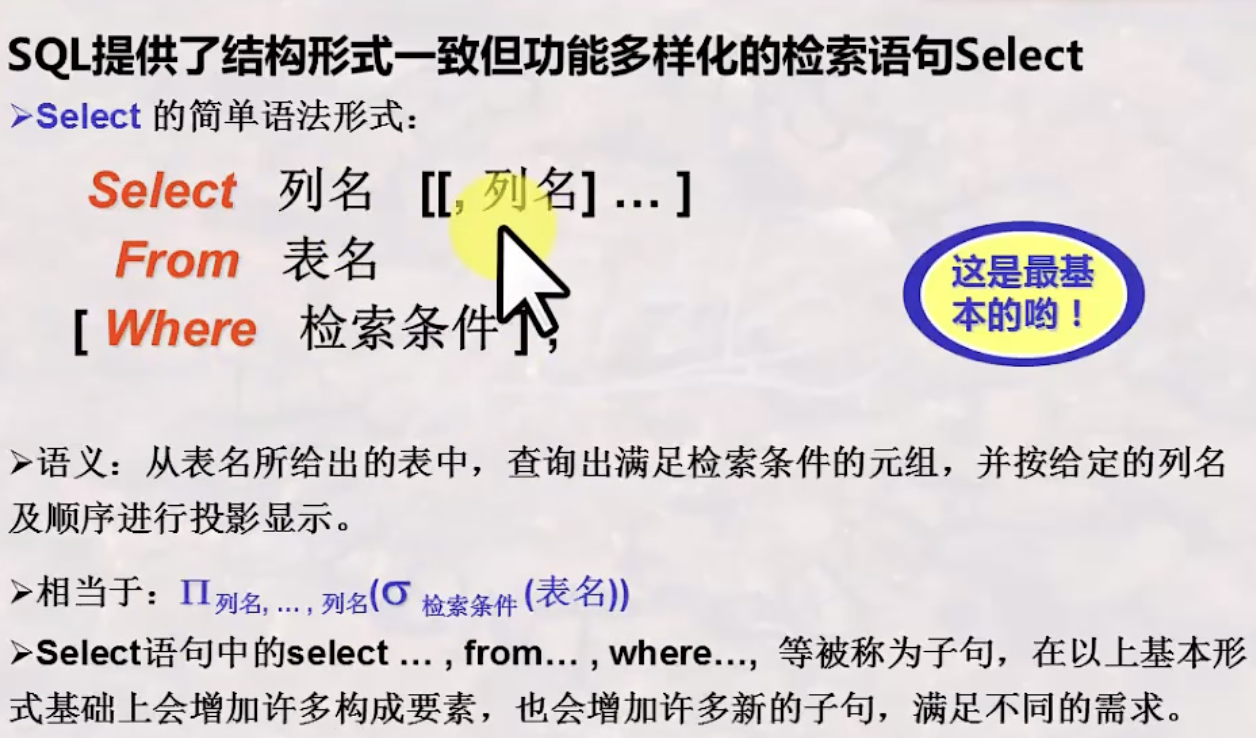 SQL提供了结构形式一致但功能多样化的检索语句Select
➢Select 的简单语法形式：
Select 列名 [[, 列名] … ]
From 表名
[ Where 检索条件 ] ;
这是最基
本的哟！
➢语义：从表名所给出的表中，查询出满足检索条件的元组，并按给定的列名
及顺序进行投影显示。
➢相当于：Π列名, … , 列名(σ 检索条件 (表名))
➢Select语句中的select … , from… , where…, 等被称为子句，在以上基本形
式基础上会增加许多构成要素，也会增加许多新的子句，满足不同的需求。